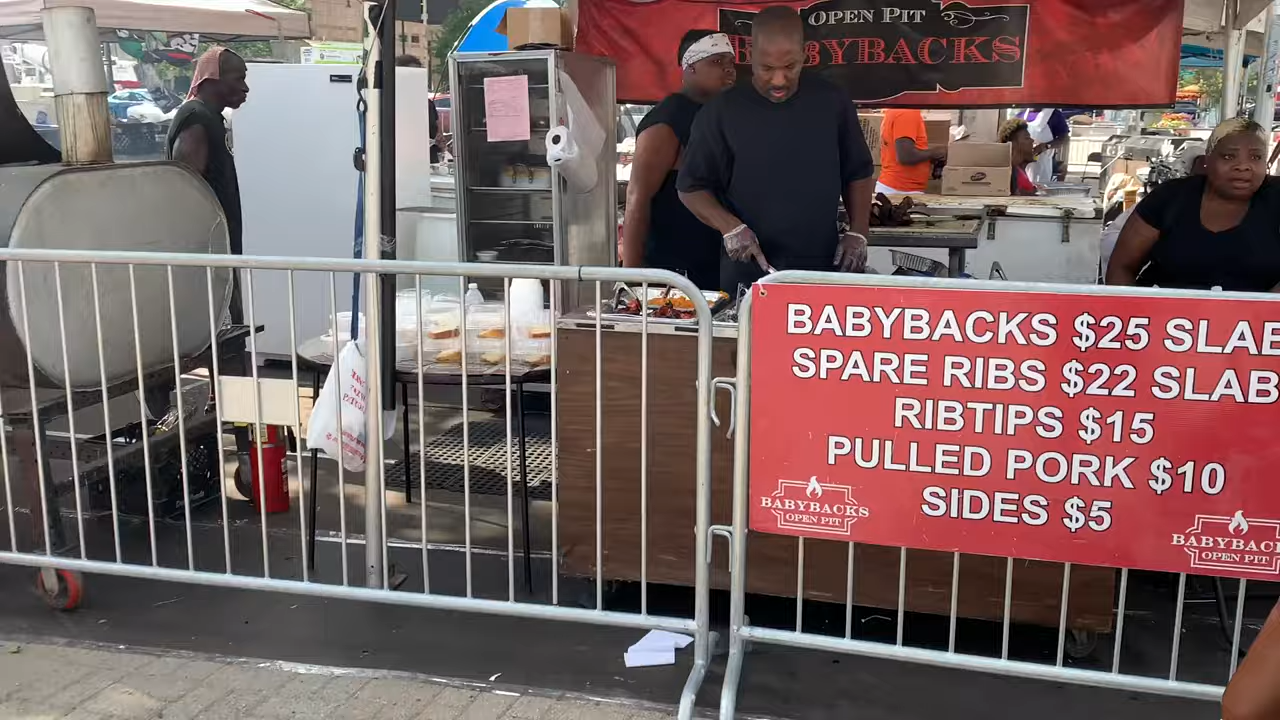 OPEN PIT
BABYBACKS
BABYBACKS $25 SLAB
SPARE RIBS $22 SLAB
RIBTIPS $15
PULLED PORK $10
SIDES $5
BABYBACKS
OPEN PIT
BABYBACK
OPEN PIT